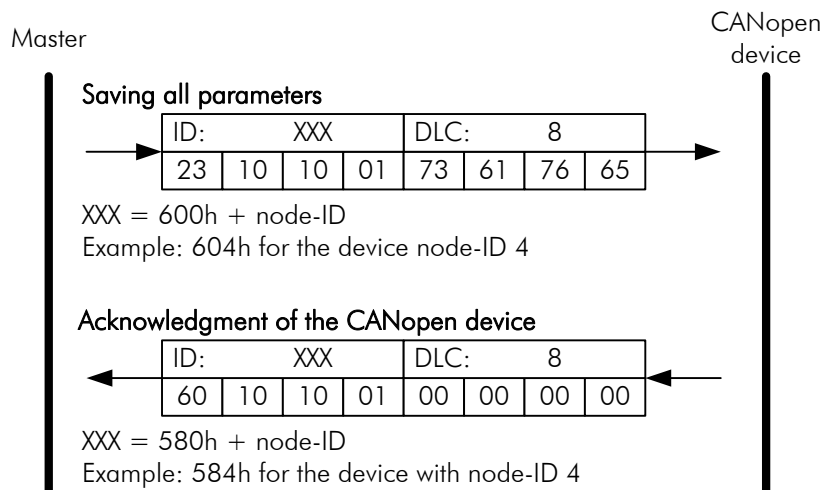 Master
CANopen
device
Saving all parameters
ID: XXX DLC: 8
23 10 10 01 73 61 76 65
XXX = 600h + node-ID
Example: 604h for the device node-ID 4
Acknowledgment of the CANopen device
ID: XXX DLC: 8
60 10 10 01 00 00 00 00
XXX = 580h + node-ID
Example: 584h for the device with node-ID 4